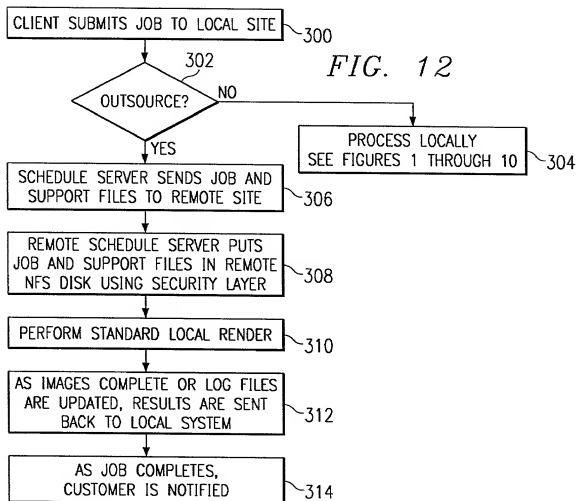 CLIENT SUBMITS JOB TO LOCAL SITE
300
302
FIG. 12
OUTSOURCE?
NO
YES
PROCESS LOCALLY
SEE FIGURES 1 THROUGH 10
304
SCHEDULE SERVER SENDS JOB AND
SUPPORT FILES TO REMOTE SITE
306
REMOTE SCHEDULE SERVER PUTS
JOB AND SUPPORT FILES IN REMOTE
NFS DISK USING SECURITY LAYER
308
PERFORM STANDARD LOCAL RENDER
310
AS IMAGES COMPLETE OR LOG FILES
ARE UPDATED, RESULTS ARE SENT
BACK TO LOCAL SYSTEM
312
AS JOB COMPLETES,
CUSTOMER IS NOTIFIED
314